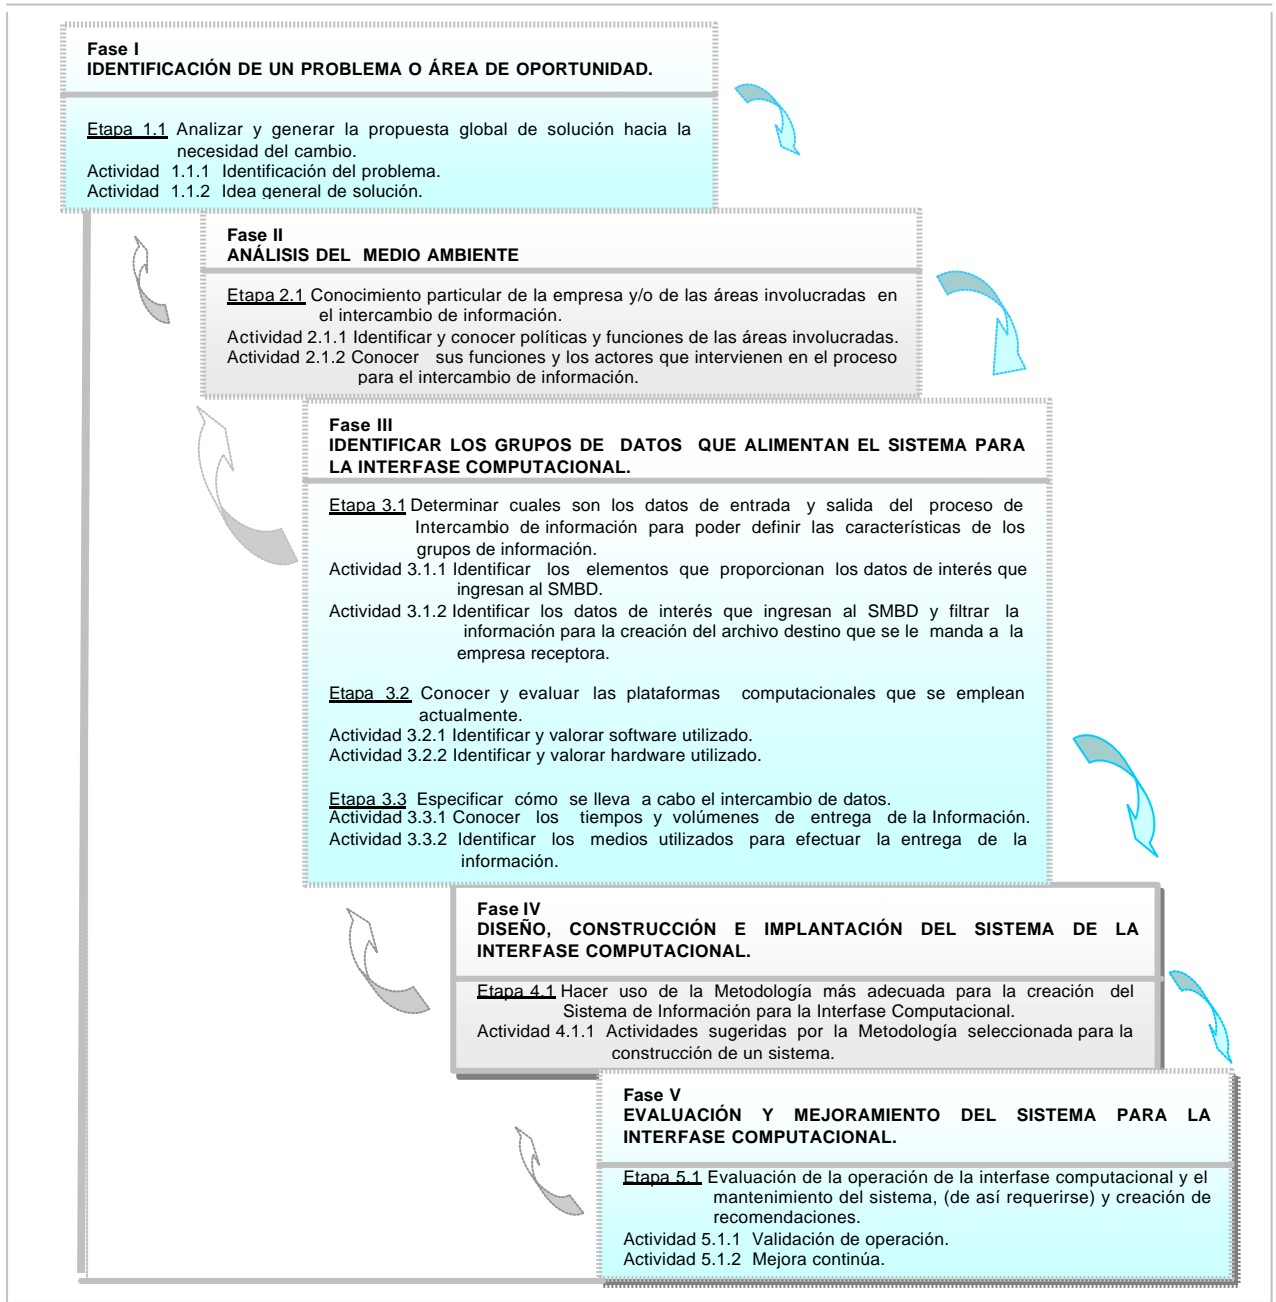 Fase I
IDENTIFICACIÓN DE UN PROBLEMA O ÁREA DE OPORTUNIDAD.
Etapa 1.1 Analizar y generar la propuesta global de solución hacia la
necesidad del cambio.
Actividad 1.1.1 Identificación del problema.
Actividad 1.1.2 Idea general de solución.
Fase II
ANÁLISIS DEL MEDIO AMBIENTE
Etapa 2.1 Conocimiento particular de la empresa y/o de las áreas involucradas en
el intercambio de información.
Actividad 2.1.1 Identificar y conocer políticas y funciones de las áreas involucradas.
Actividad 2.1.2 Conocer sus funciones y los actores que intervienen en el proceso
para el intercambio de información.
Fase III
IDENTIFICAR LOS GRUPOS DE DATOS QUE ALIMENTAN EL SISTEMA PARA
LA INTERFASE COMPUTACIONAL.
Etapa 3.1 Determinar cuales son los datos de entrada y salida del proceso de
Intercambio de información para poder definir las características de los
grupos de información.
Actividad 3.1.1 Identificar los elementos que proporcionan los datos de interés que
ingresan al SMBD.
Actividad 3.1.2 Identificar los datos de interés que ingresan al SMBD y filtrar la
información para la creación del archivo destino que se le manda a la
empresa receptora.
Etapa 3.2 Conocer y evaluar las plataformas computacionales que se emplean
actualmente.
Actividad 3.2.1 Identificar y valorar software utilizado.
Actividad 3.2.2 Identificar y valorar hardware utilizado.
Etapa 3.3 Especificar cómo se lleva a cabo el intercambio de datos.
Actividad 3.3.1 Conocer los tiempos y volúmenes de entrega de la Información.
Actividad 3.3.2 Identificar los medios utilizados para efectuar la entrega de la
información.
Fase IV
DISEÑO, CONSTRUCCIÓN E IMPLANTACIÓN DEL SISTEMA DE LA
INTERFASE COMPUTACIONAL.
Etapa 4.1 Hacer uso de la Metodología más adecuada para la creación del
Sistema de Información para la Interfase Computacional.
Actividad 4.1.1 Actividades sugeridas por la Metodología seleccionada para la
construcción de un sistema.
Fase V
EVALUACIÓN Y MEJORAMIENTO DEL SISTEMA PARA LA
INTERFASE COMPUTACIONAL.
Etapa 5.1 Evaluación de la operación de la interfase computacional y el
mantenimiento del sistema, (de así requerirse) y creación de
recomendaciones.
Actividad 5.1.1 Validación de operación.
Actividad 5.1.2 Mejora continúa.